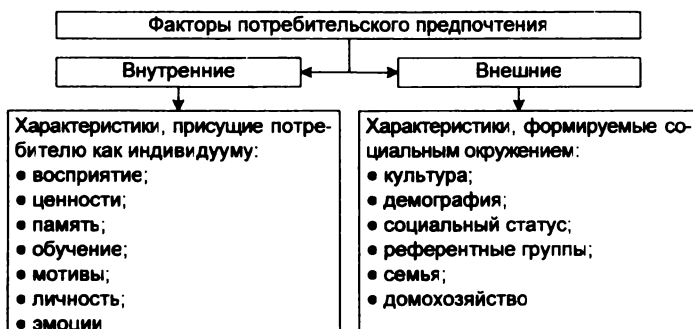 Факторы потребительского предпочтения
Внутренние
Внешние
Характеристики, присущие потре-
бителю как индивидууму:
● восприятие;
● ценности;
● память;
● обучение;
● мотивы;
● личность;
● эмоции
Характеристики, формируемые со-
циальным окружением:
● культура;
● демография;
● социальный статус;
● референтные группы;
● семья;
● домохозяйство